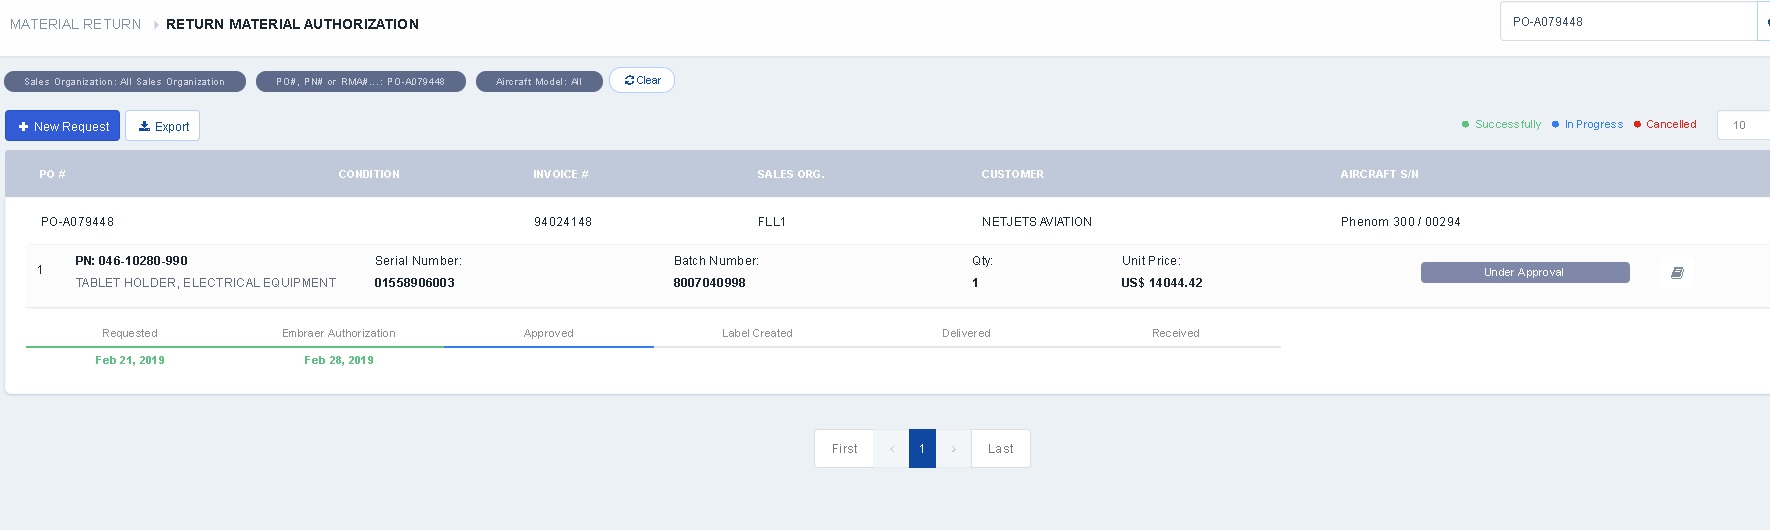 MATERIAL RETURN RETURN MATERIAL AUTHORIZATION PO-A079448
Sales Organization: All Sales Organization PO#, PN# or RMA#...: PO-A079448 Aircraft Model: All Clear
New Request Export Successfully In Progress Cancelled 10
PO # CONDITION INVOICE # SALES ORG. CUSTOMER AIRCRAFT S/N
PO-A079448 94024148 FLL1 NETJETS AVIATION Phenom 300 / 00294
1 PN: 046-10280-990 Serial Number: Batch Number: Qty: Unit Price: Under Approval
TABLET HOLDER, ELECTRICAL EQUIPMENT 01558906003 8007040998 1 US$ 14044.42
Requested Embraer Authorization Approved Label Created Delivered Received
Feb 21, 2019 Feb 28, 2019
First < 1 > Last